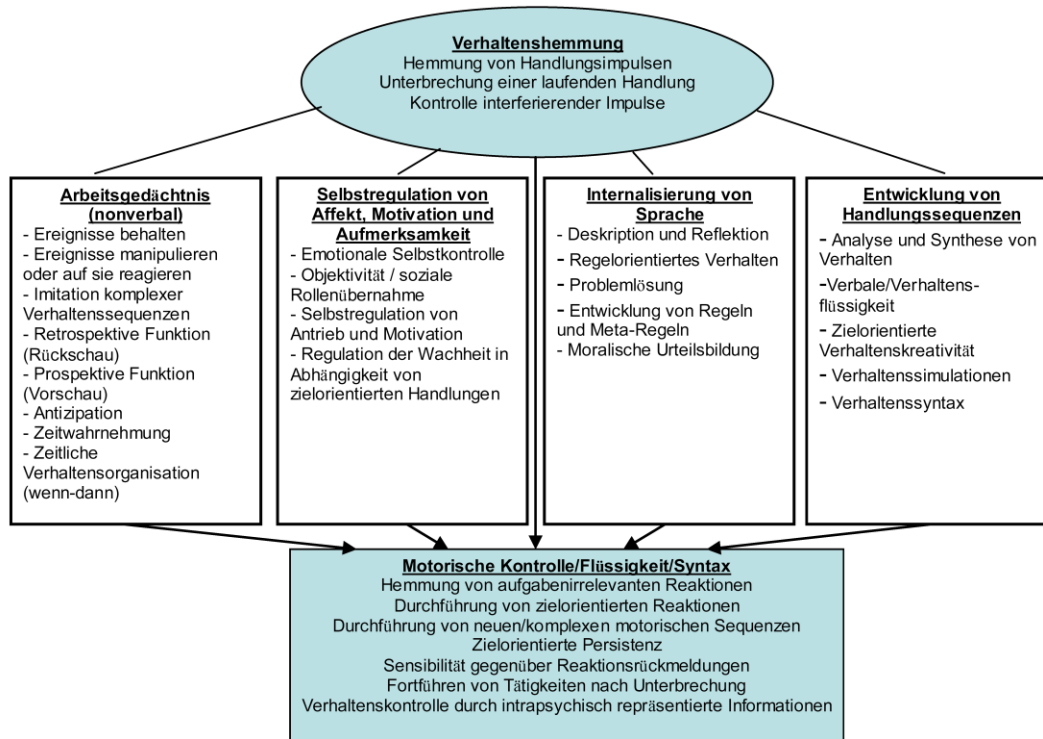 Verhaltenshemmung
Hemmung von Handlungsimpulsen
Unterbrechung einer laufenden Handlung
Kontrolle interferierender Impulse
Arbeitsgedächtnis
(nonverbal)
- Ereignisse behalten
- Ereignisse manipulieren
oder auf sie reagieren
- Imitation komplexer
Verhaltenssequenzen
- Retrospektive Funktion
(Rückschau)
- Prospektive Funktion
(Vorschau)
- Antizipation
- Zeitwahrnehmung
- Zeitliche
Verhaltensorganisation
(wenn-dann)
Selbstregulation von
Affekt, Motivation und
Aufmerksamkeit
- Emotionale Selbstkontrolle
- Objektivität / soziale
Rollenübernahme
- Selbstregulation von
Antrieb und Motivation
- Regulation der Wachheit in
Abhängigkeit von
zielorientierten Handlungen
Internalisierung von
Sprache
- Deskription und Reflektion
- Regelorientiertes Verhalten
- Problemlösung
- Entwicklung von Regeln
und Meta-Regeln
- Moralische Urteilsbildung
Entwicklung von
Handlungssequenzen
- Analyse und Synthese von
Verhalten
-Verbale/Verhaltens-
flüssigkeit
- Zielorientierte
Verhaltenskreativität
- Verhaltenssimulationen
- Verhaltenssyntax
Motorische Kontrolle/Flüssigkeit/Syntax
Hemmung von aufgabenirrelevanten Reaktionen
Durchführung von zielorientierten Reaktionen
Durchführung von neuen/komplexen motorischen Sequenzen
Zielorientierte Persistenz
Sensibilität gegenüber Reaktionsrückmeldungen
Fortführen von Tätigkeiten nach Unterbrechung
Verhaltenskontrolle durch intrapsychisch repräsentierte Informationen